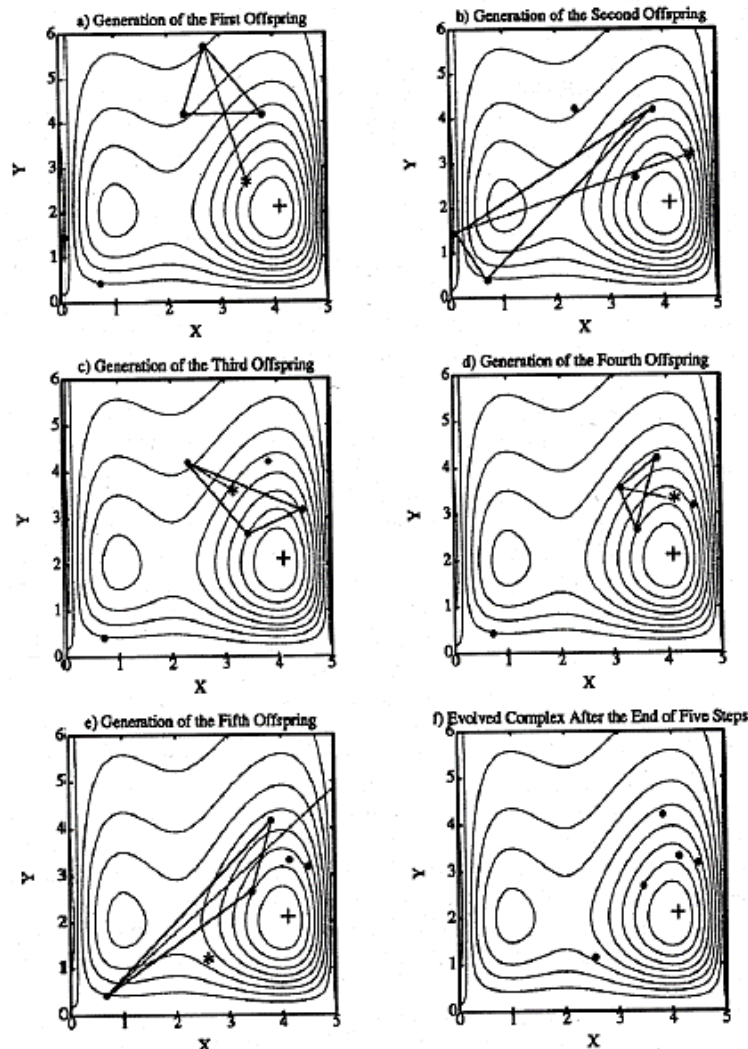 a) Generation of the First Offspring
6
5
4
3
2
1
0
Y
0 1 2 3 4 5
X
b) Generation of the Second Offspring
6
5
4
3
2
1
0
Y
0 1 2 3 4 5
X
c) Generation of the Third Offspring
6
5
4
3
2
1
0
Y
0 1 2 3 4 5
X
d) Generation of the Fourth Offspring
6
5
4
3
2
1
0
Y
0 1 2 3 4 5
X
e) Generation of the Fifth Offspring
6
5
4
3
2
1
0
Y
0 1 2 3 4 5
X
f) Evolved Complex After the End of Five Steps
6
5
4
3
2
1
0
Y
0 1 2 3 4 5
X